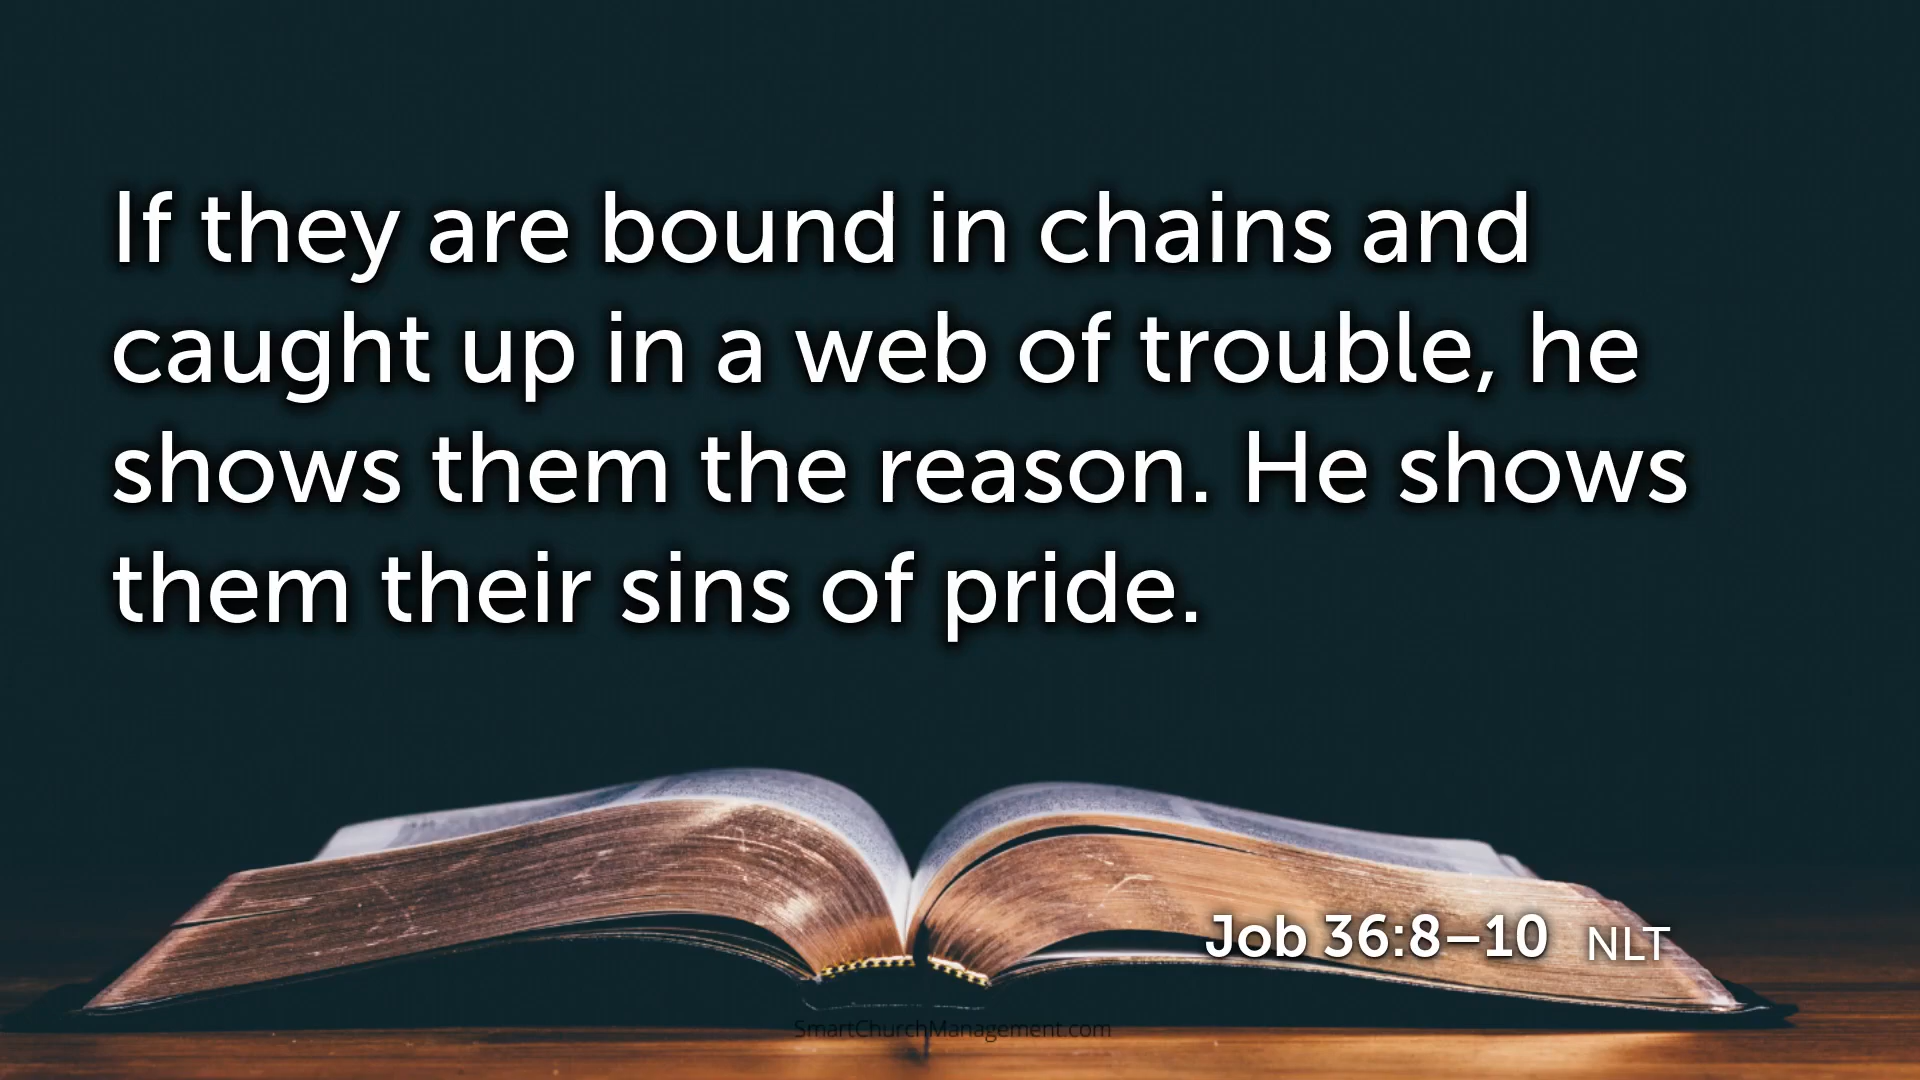 If they are bound in chains and
caught up in a web of trouble, he
shows them the reason. He shows
them their sins of pride.
Job 36:8–10 NLT
SmartChurchManagement.com